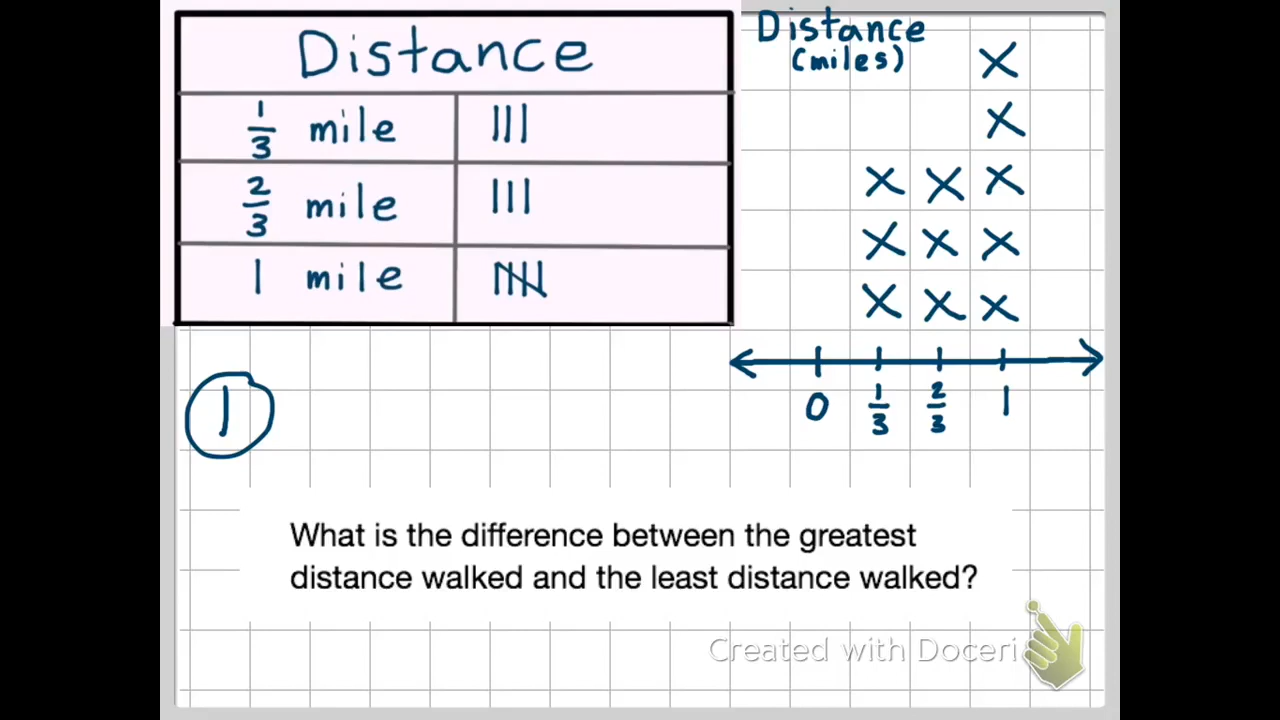 Distance
1/3 mile |||
2/3 mile |||
1 mile ||||
Distance
(miles)
X
X
X X X
X X X
X X X
0 1/3 2/3 1
1
What is the difference between the greatest
distance walked and the least distance walked?
Created with Doceri